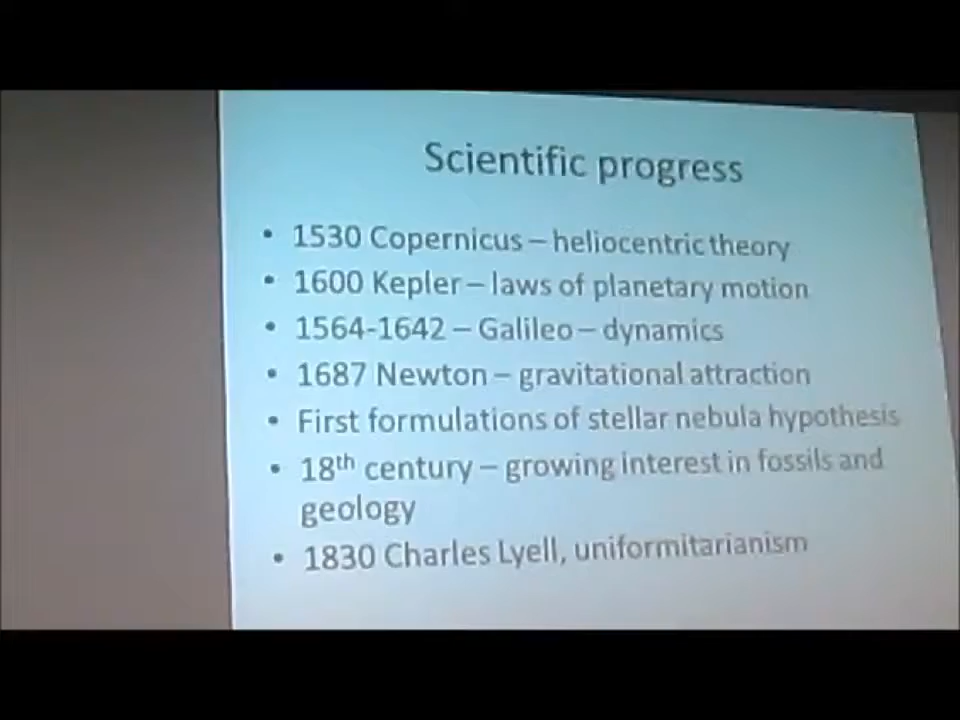 Scientific progress
• 1530 Copernicus – heliocentric theory
• 1600 Kepler – laws of planetary motion
• 1564-1642 – Galileo – dynamics
• 1687 Newton – gravitational attraction
• First formulations of stellar nebula hypothesis
• 18th century – growing interest in fossils and
geology
• 1830 Charles Lyell, uniformitarianism